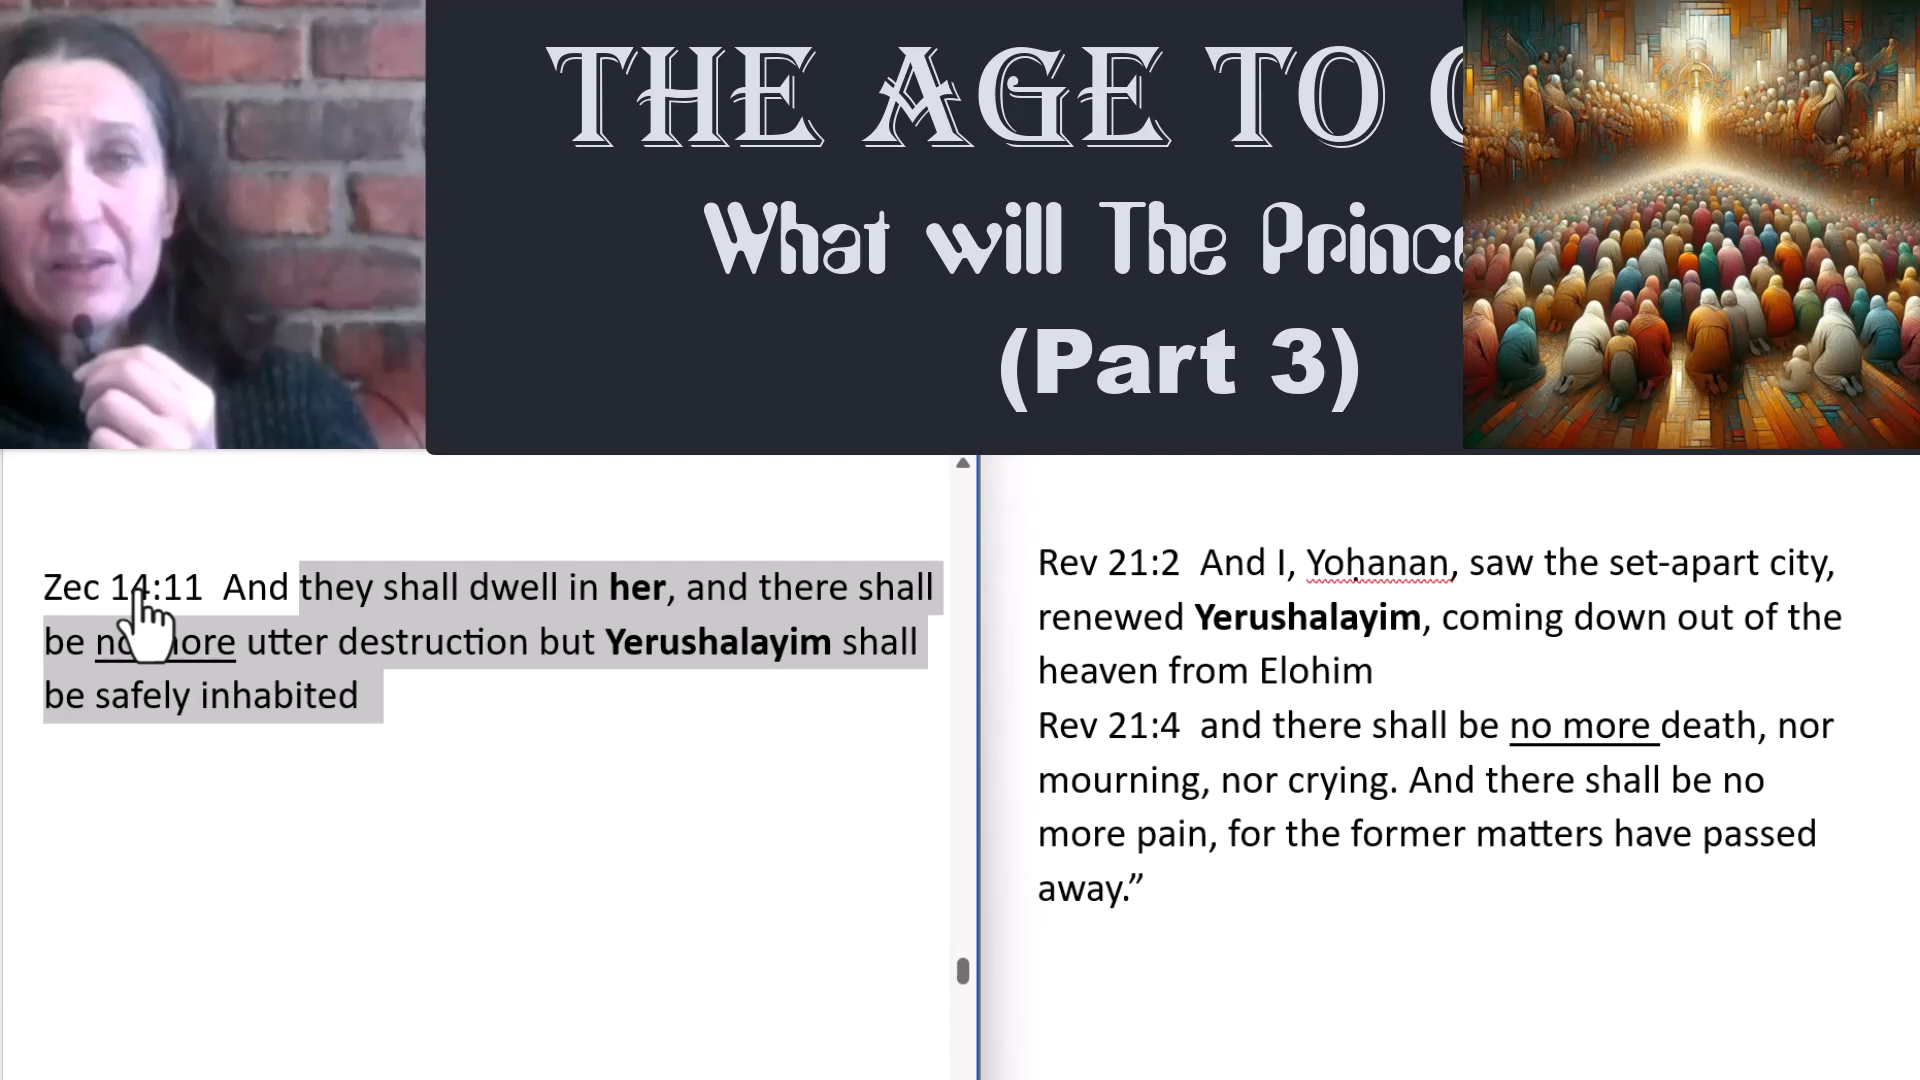 THE AGE TO
What will The Princ
(Part 3)
Zec 14:11 And they shall dwell in her, and there shall
be no more utter destruction but Yerushalayim shall
be safely inhabited
Rev 21:2 And I, Yoḥanan, saw the set-apart city,
renewed Yerushalayim, coming down out of the
heaven from Elohim
Rev 21:4 and there shall be no more death, nor
mourning, nor crying. And there shall be no
more pain, for the former matters have passed
away.”